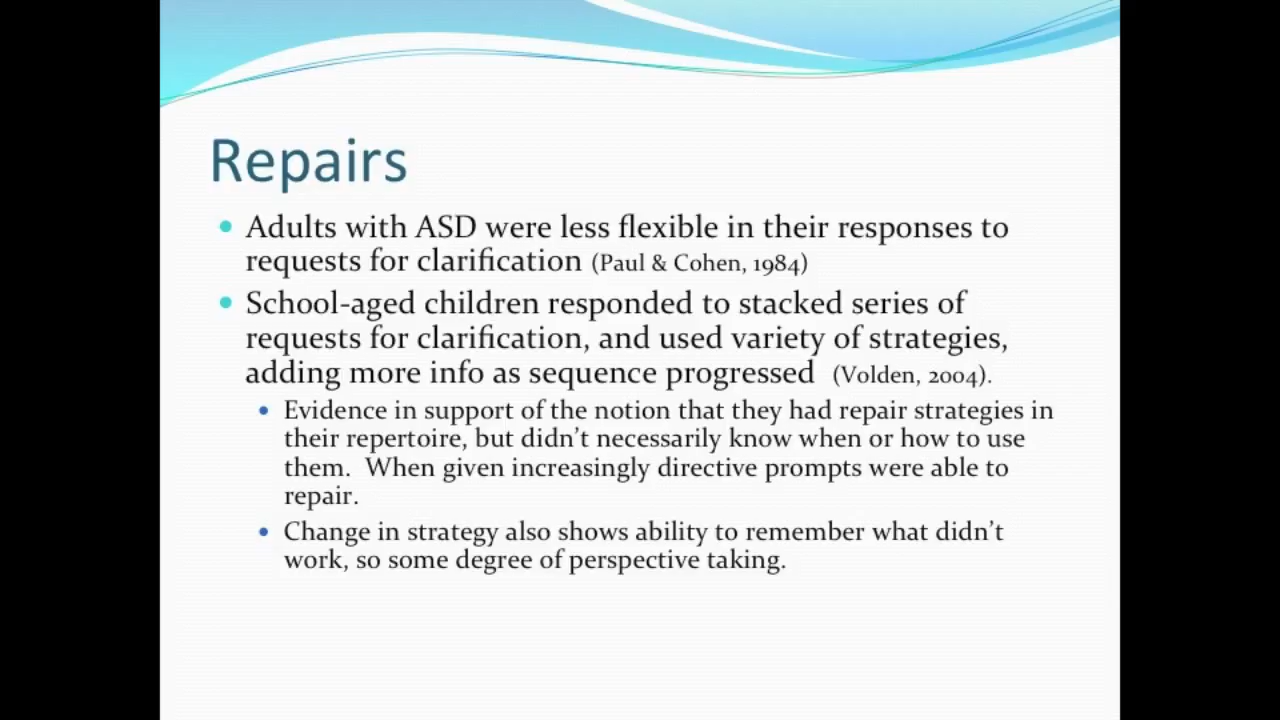 Repairs
• Adults with ASD were less flexible in their responses to
requests for clarification (Paul & Cohen, 1984)
• School-aged children responded to stacked series of
requests for clarification, and used variety of strategies,
adding more info as sequence progressed (Volden, 2004).
• Evidence in support of the notion that they had repair strategies in
their repertoire, but didn't necessarily know when or how to use
them. When given increasingly directive prompts were able to
repair.
• Change in strategy also shows ability to remember what didn't
work, so some degree of perspective taking.